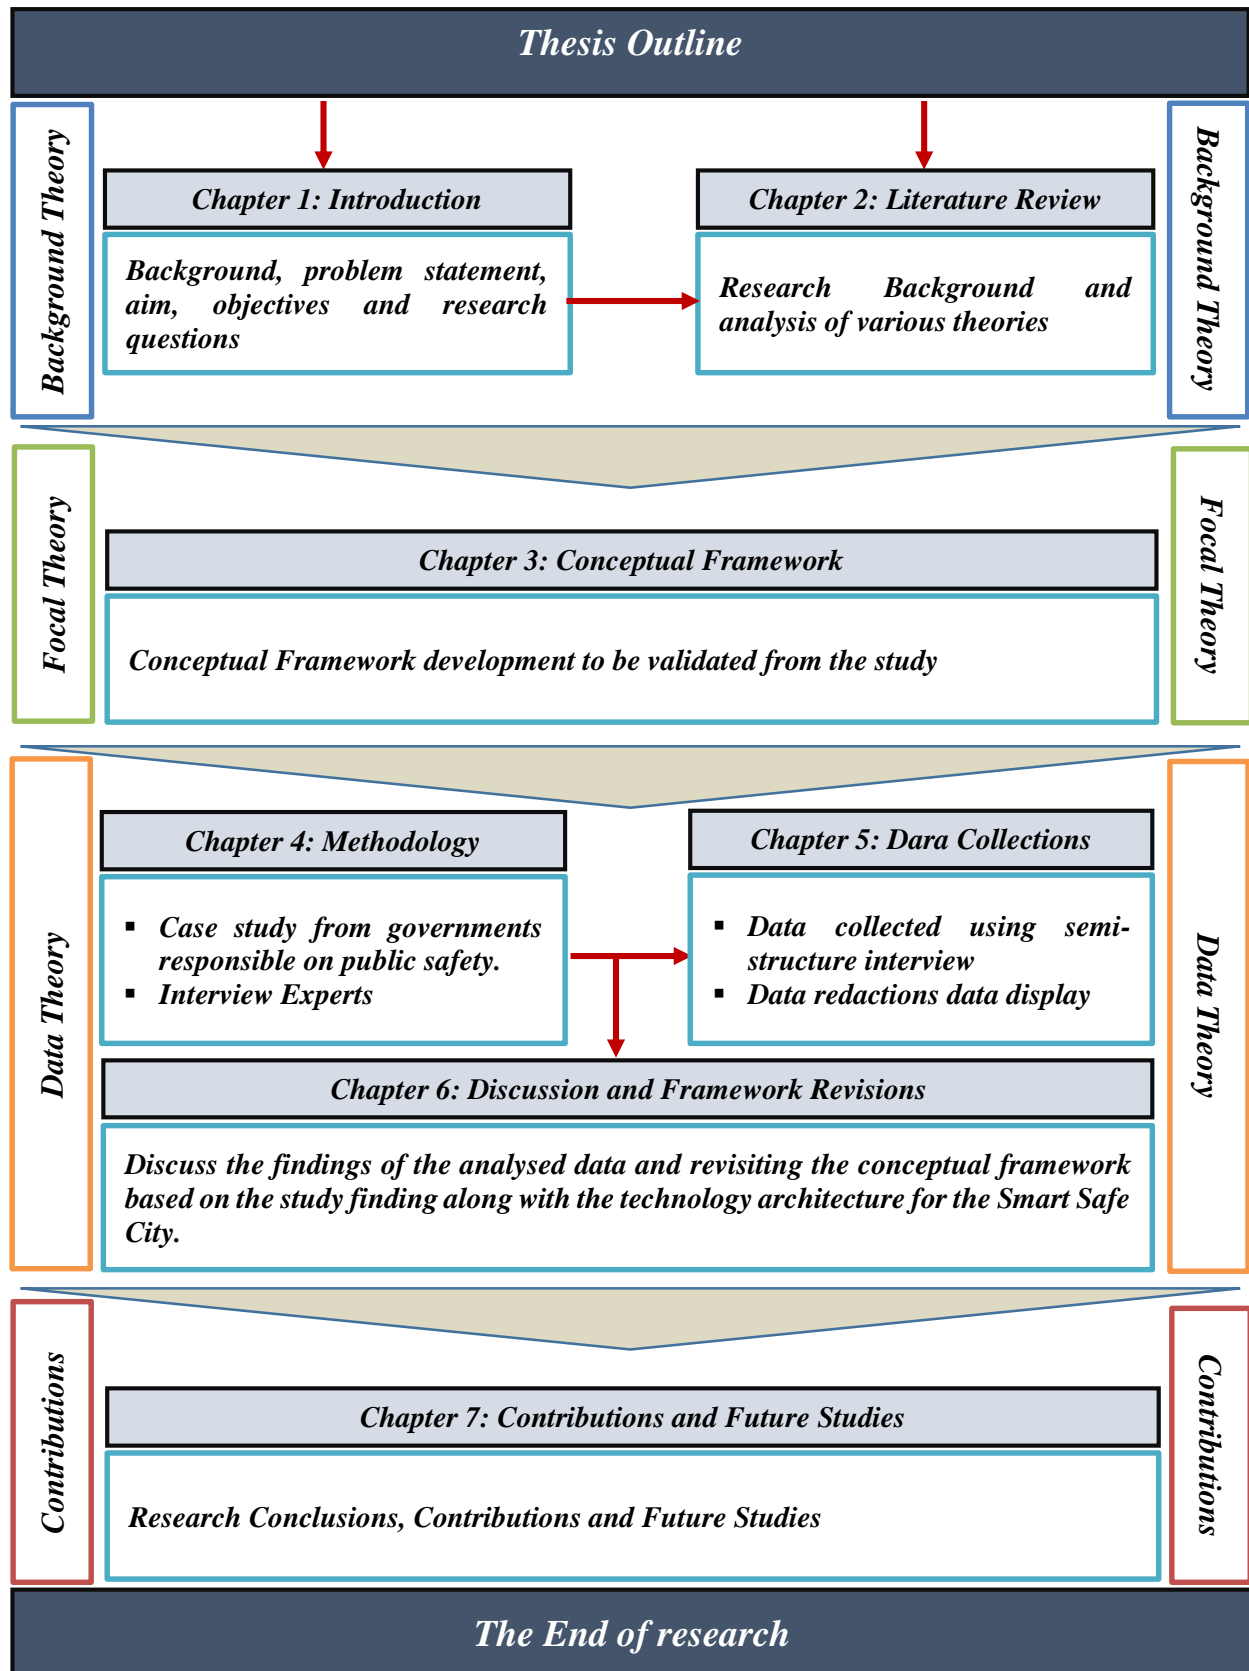 Thesis Outline
Background Theory
Background Theory
Chapter 1: Introduction
Background, problem statement,
aim, objectives and research
questions
Chapter 2: Literature Review
Research Background and
analysis of various theories
Focal Theory
Focal Theory
Chapter 3: Conceptual Framework
Conceptual Framework development to be validated from the study
Data Theory
Data Theory
Chapter 4: Methodology
▪ Case study from governments
responsible on public safety.
▪ Interview Experts
Chapter 5: Dara Collections
▪ Data collected using semi-
structure interview
▪ Data redactions data display
Chapter 6: Discussion and Framework Revisions
Discuss the findings of the analysed data and revisiting the conceptual framework
based on the study finding along with the technology architecture for the Smart Safe
City.
Contributions
Contributions
Chapter 7: Contributions and Future Studies
Research Conclusions, Contributions and Future Studies
The End of research